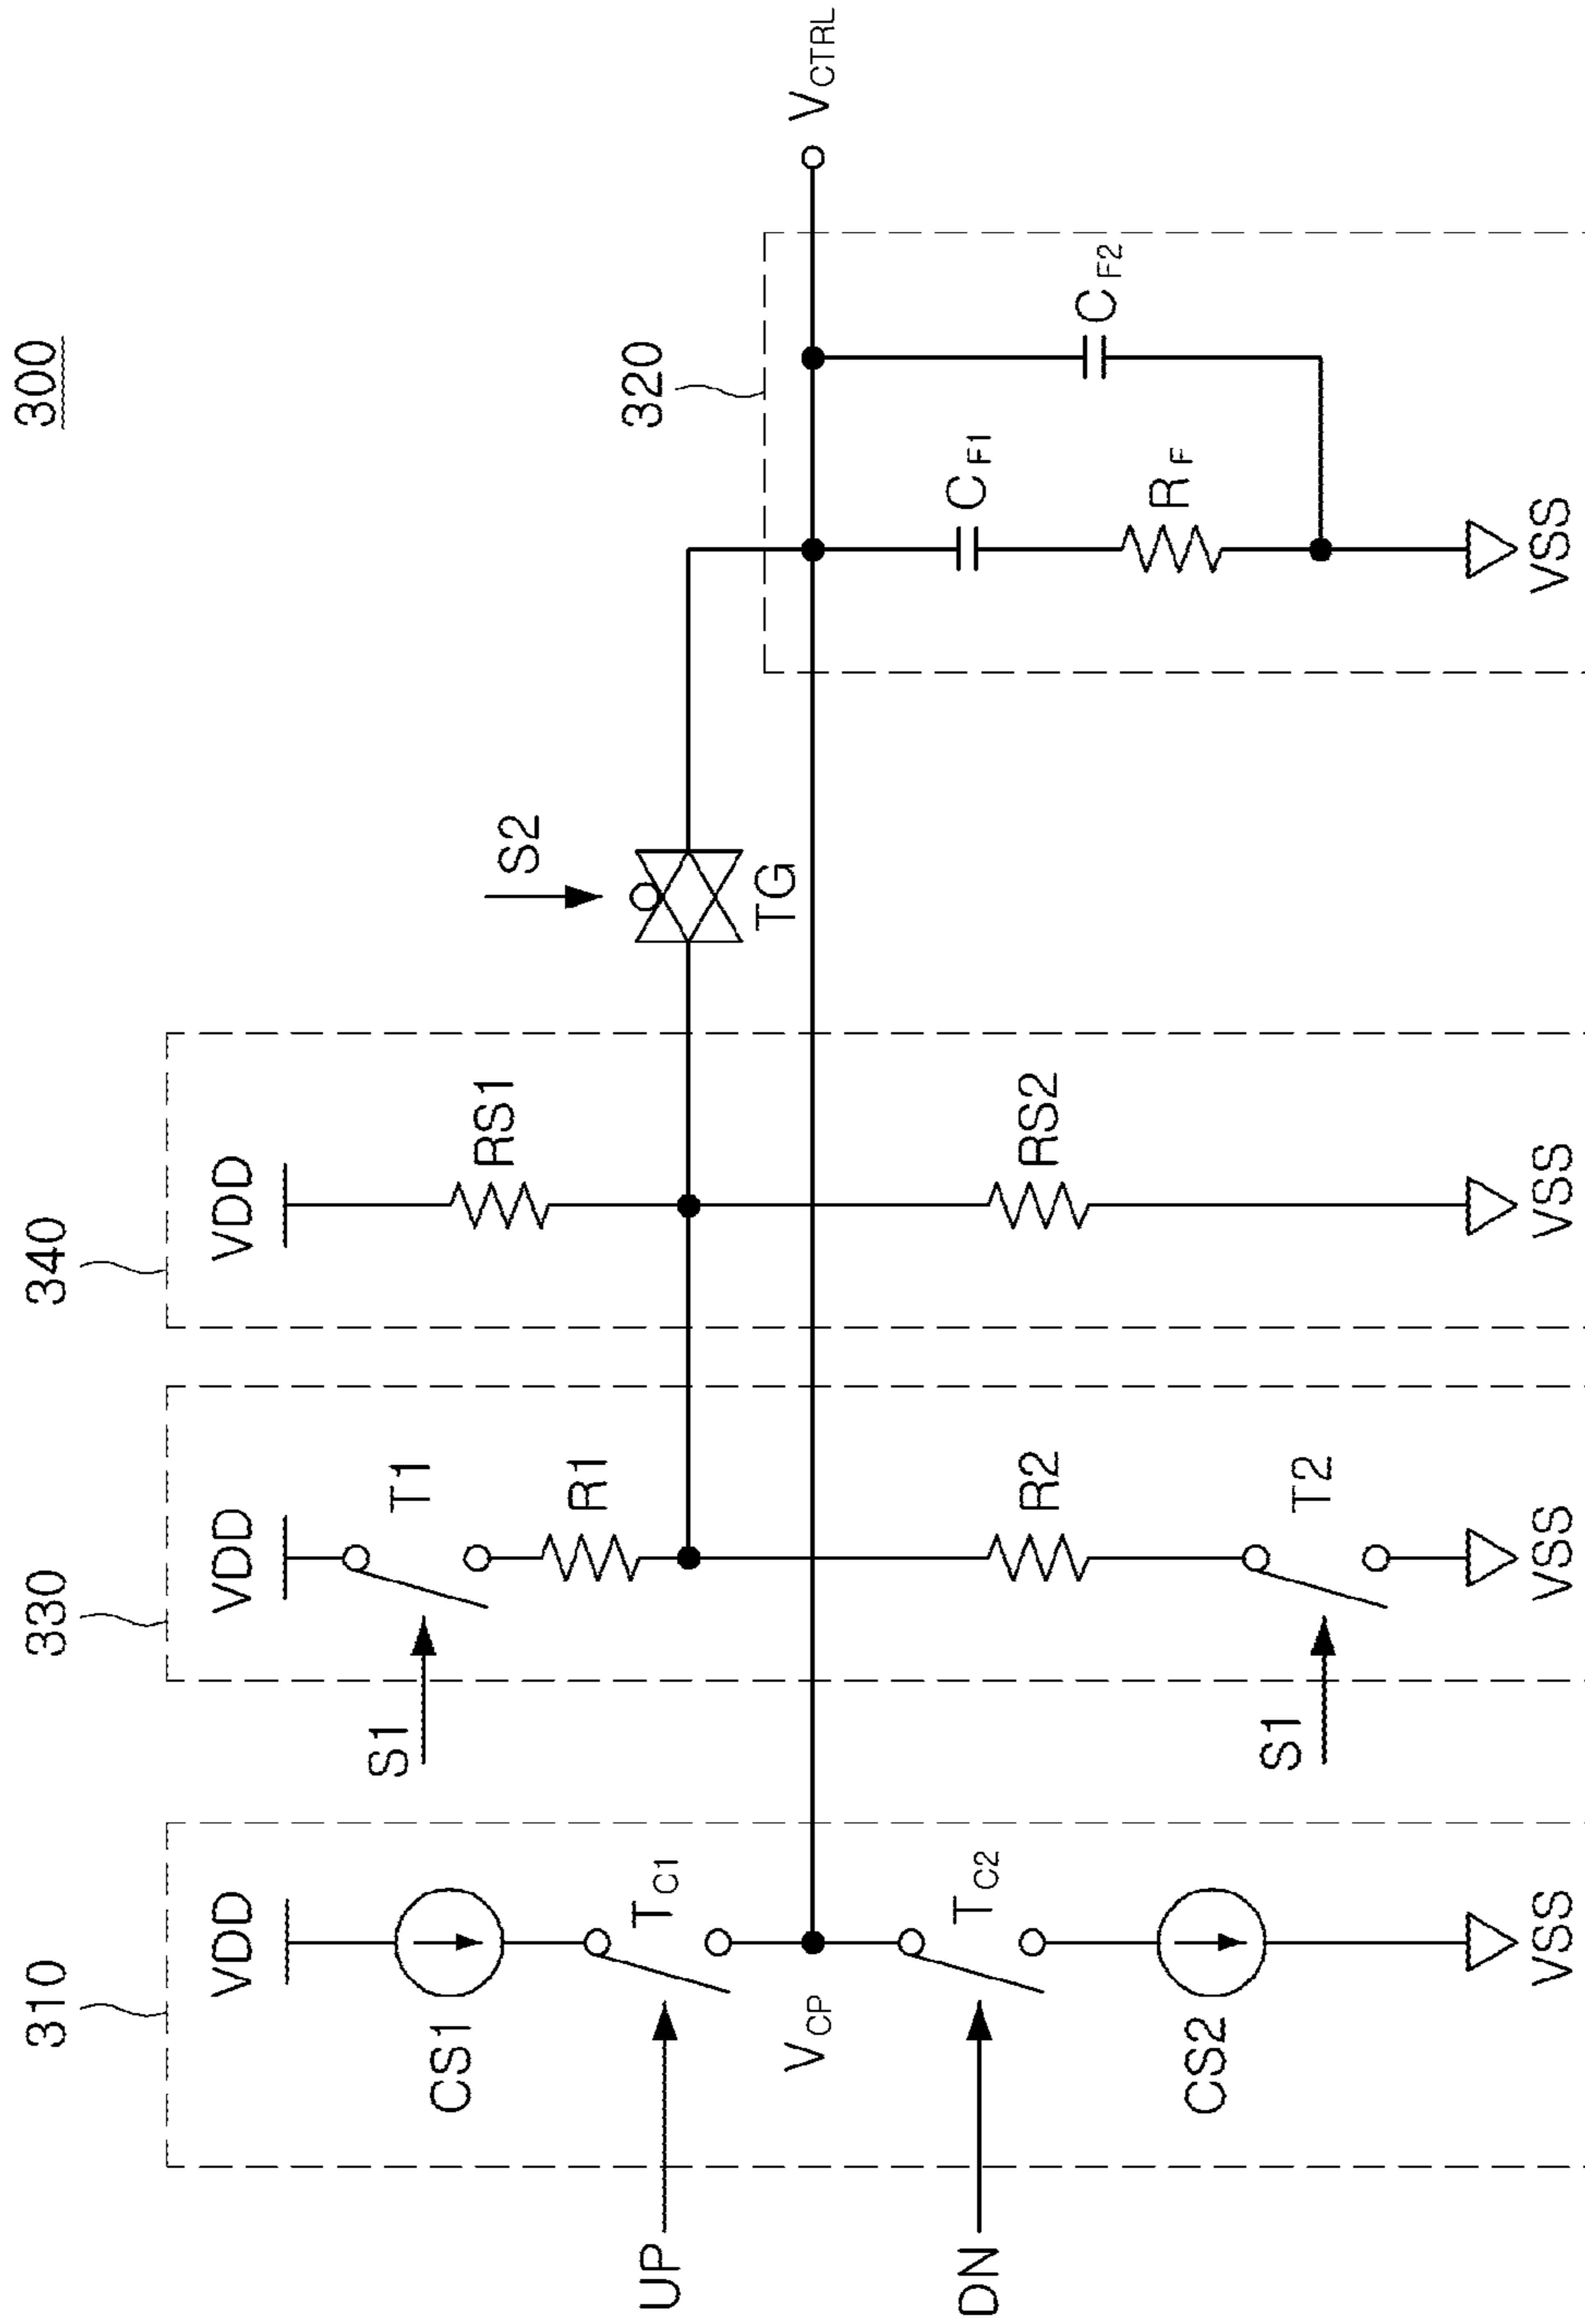 300
310
330
340
320
VDD
VDD
VDD
CS1
T1
S1
R1
RS1
S2
TG
UP
TC1
VCP
VCTRL
DN
TC2
R2
RS2
CF1
CF2
RF
CS2
S1
T2
VSS
VSS
VSS
VSS